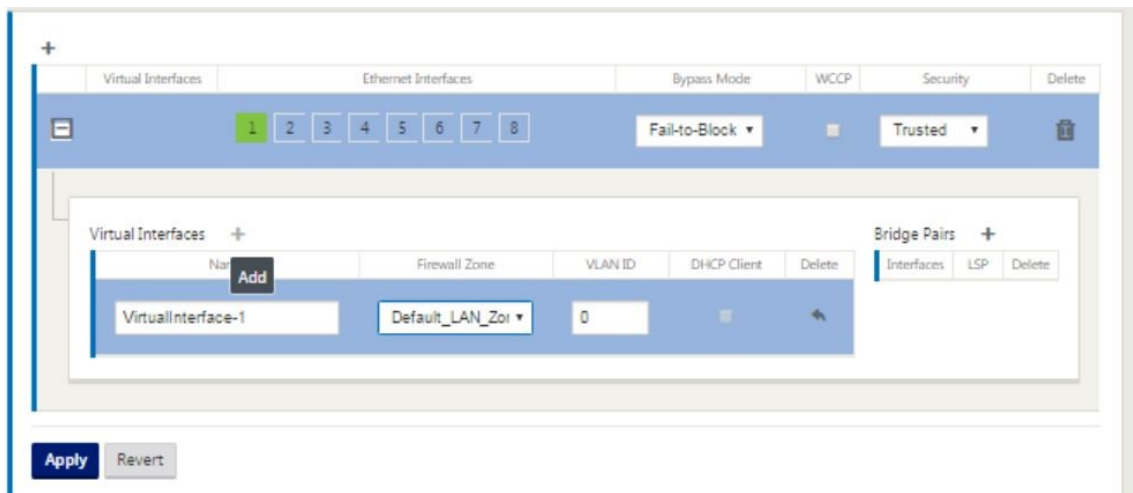 +
Virtual Interfaces Ethernet Interfaces Bypass Mode WCCP Security Delete
1 2 3 4 5 6 7 8 Fail-to-Block Trusted
Virtual Interfaces +
Bridge Pairs +
Firewall Zone VLAN ID DHCP Client Delete
Interfaces LSP Delete
Add
VirtualInterface-1 Default_LAN_Zor 0
Apply Revert